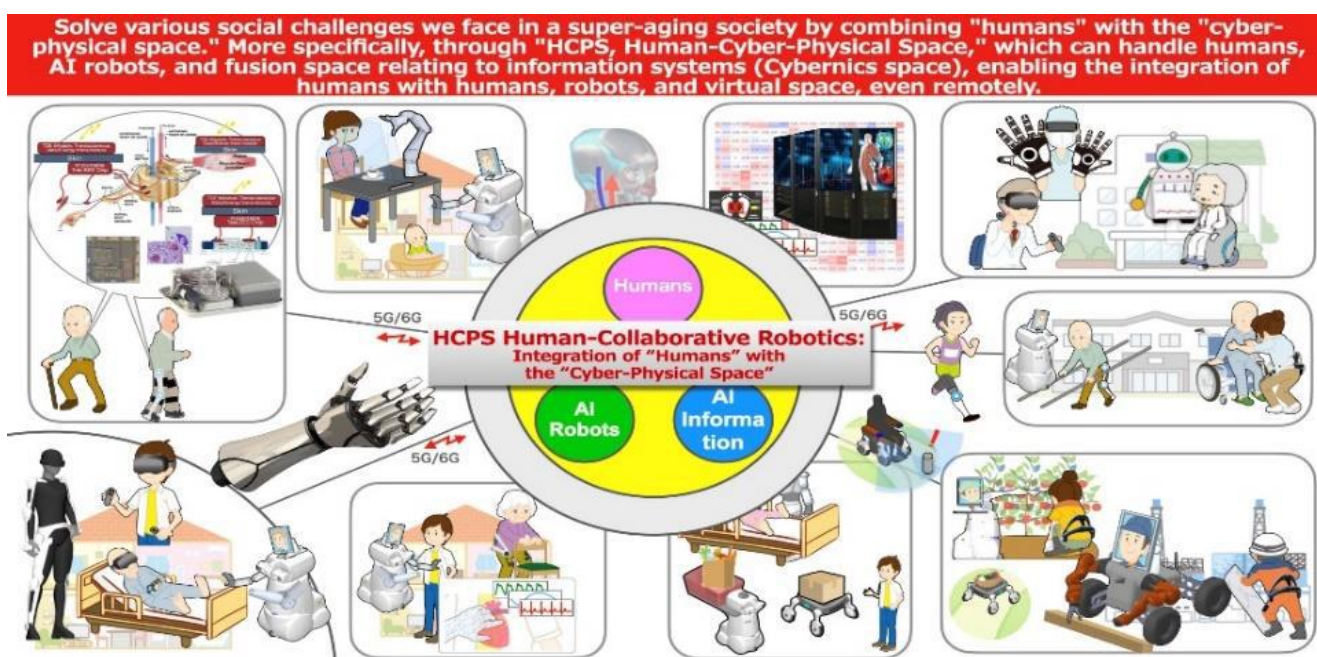 Solve various social challenges we face in a super-aging society by combining "humans" with the "cyber-
physical space." More specifically, through "HCPS, Human-Cyber-Physical Space," which can handle humans,
AI robots, and fusion space relating to information systems (Cybernics space), enabling the integration of
humans with humans, robots, and virtual space, even remotely.
Skin
Skin
Skin
5G/6G
5G/6G
Humans
HCPS Human-Collaborative Robotics:
Integration of "Humans" with
the "Cyber-Physical Space"
AI
Robots
AI
Informa
tion
5G/6G
!